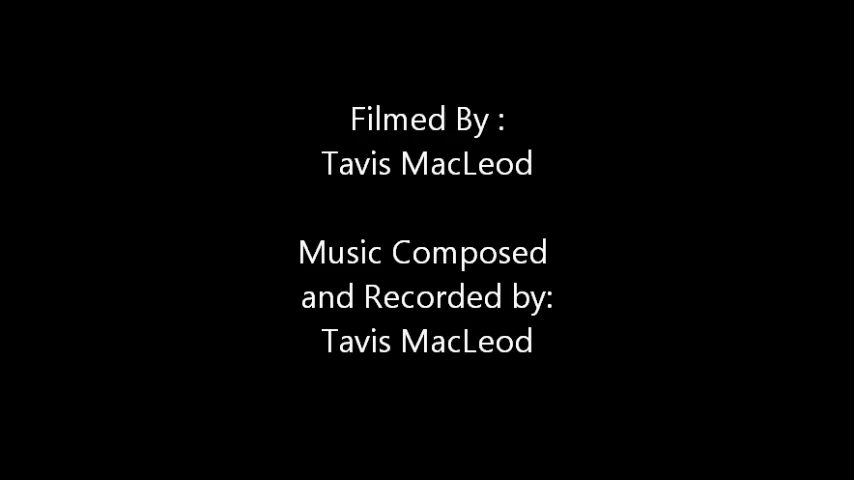 Filmed By :
Tavis MacLeod
Music Composed
and Recorded by:
Tavis MacLeod